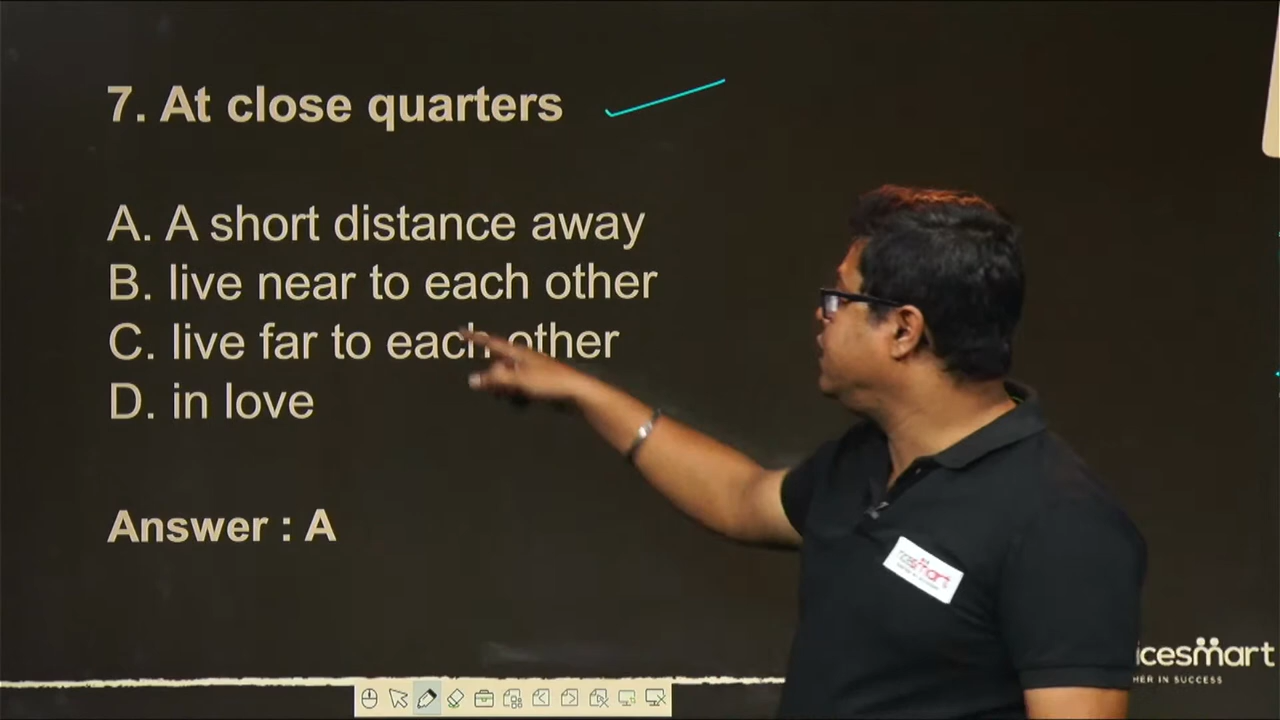 7. At close quarters
A. A short distance away
B. live near to each other
C. live far to each other
D. in love
Answer : A
smart
icesmart
HER IN SUCCESS